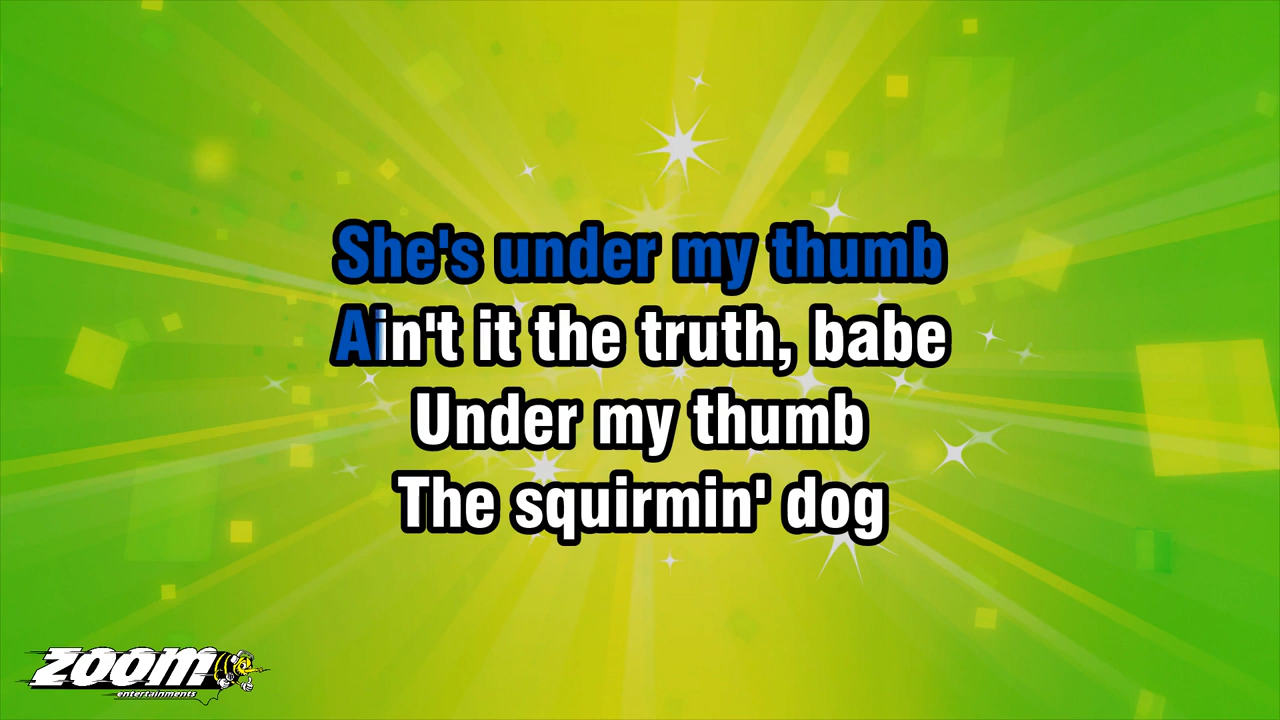 She's under my thumb
Ain't it the truth, babe
Under my thumb
The squirmin' dog
ZOOM
entertainments